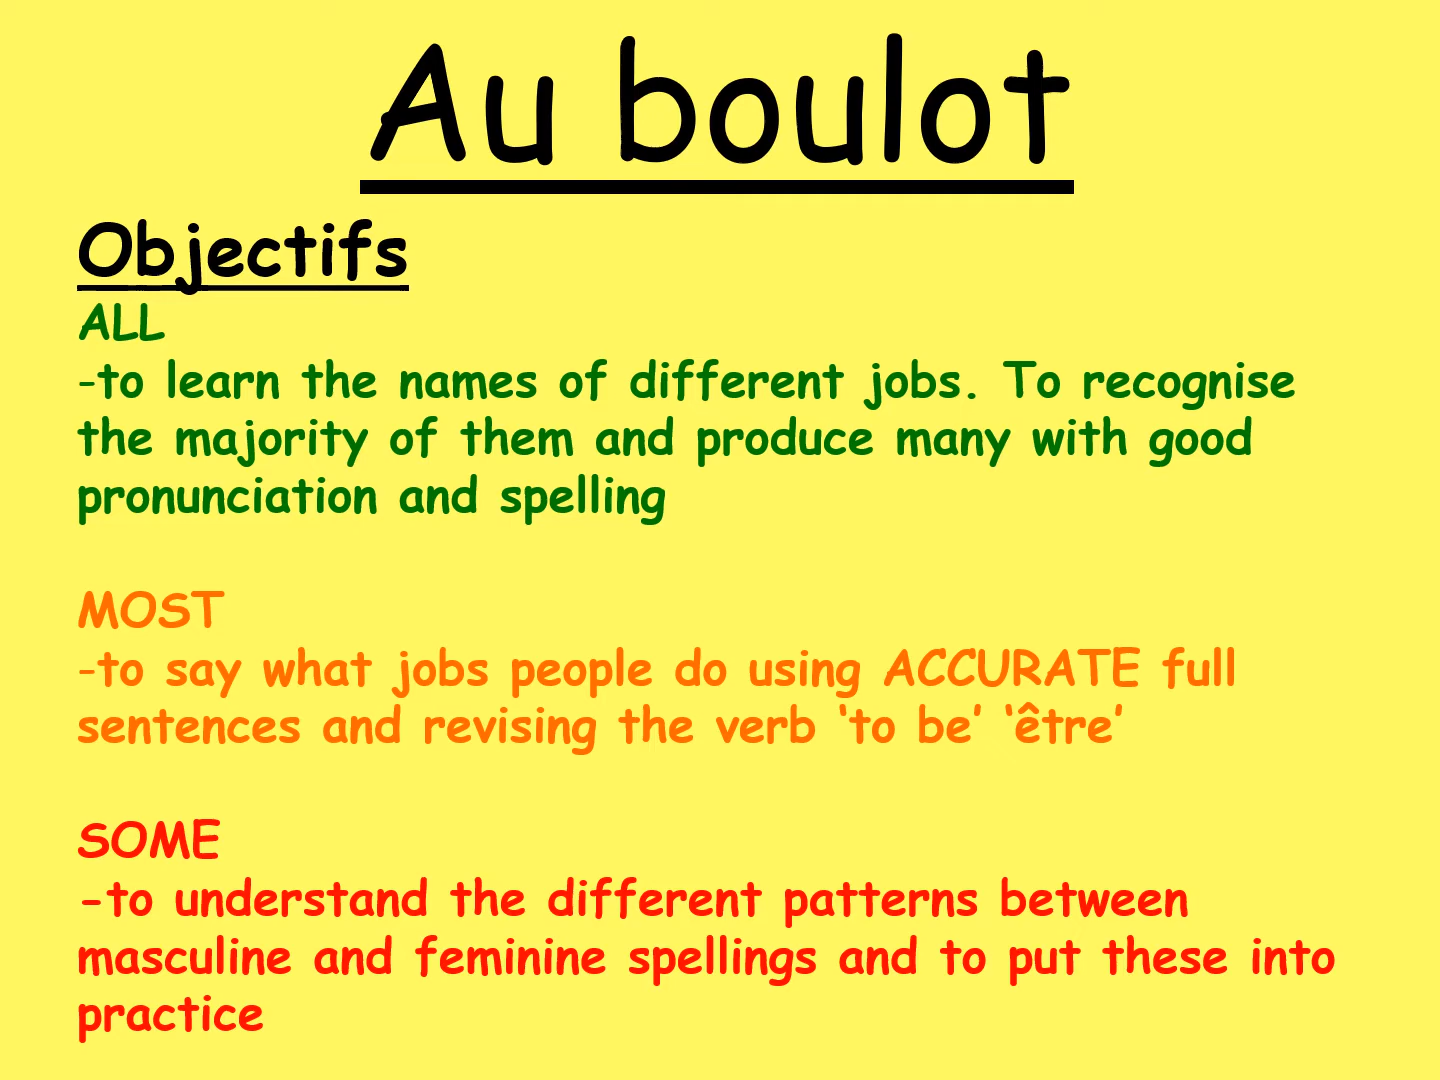 Au boulot
Objectifs
ALL
-to learn the names of different jobs. To recognise
the majority of them and produce many with good
pronunciation and spelling
MOST
-to say what jobs people do using ACCURATE full
sentences and revising the verb ‘to be’ ‘être’
SOME
-to understand the different patterns between
masculine and feminine spellings and to put these into
practice